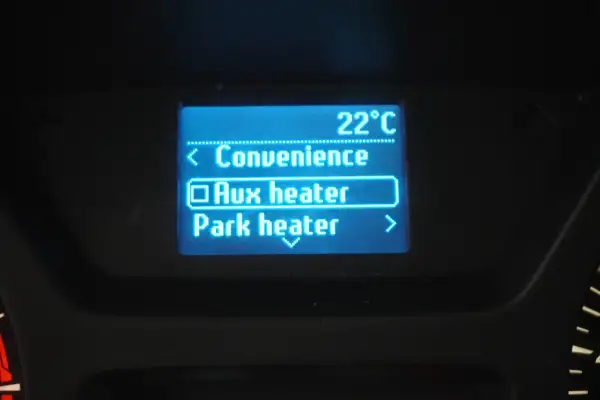 22°C
< Convenience
□ Aux heater
Park heater >